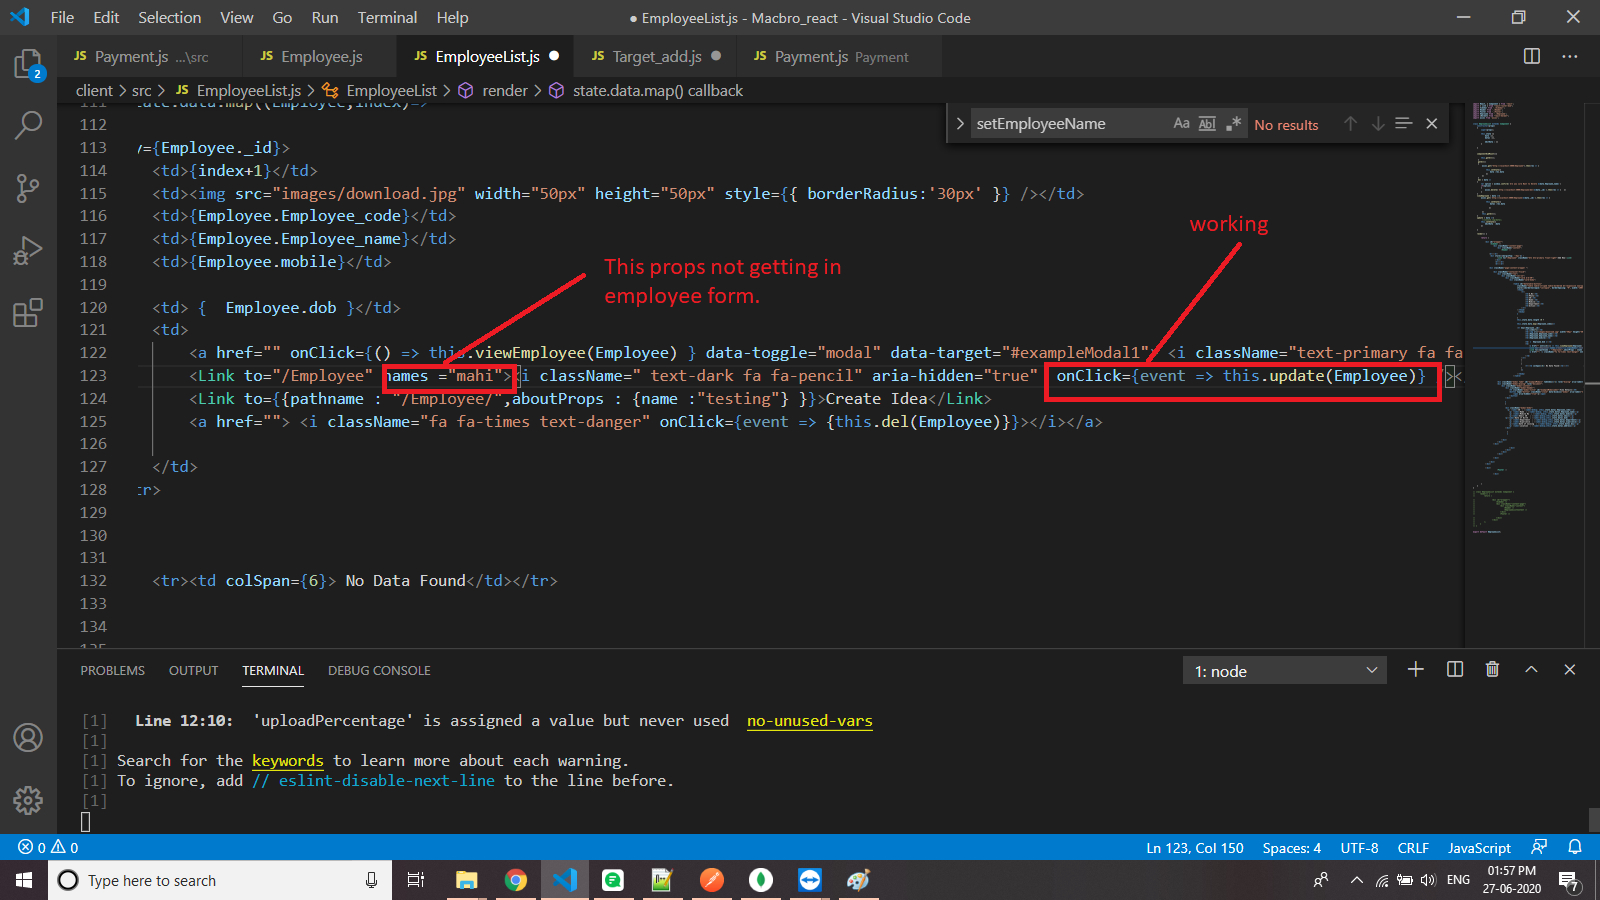 File Edit Selection View Go Run Terminal Help
● EmployeeList.js - Macbro_react - Visual Studio Code
JS Payment.js ...\src
JS Employee.js
JS EmployeeList.js ●
JS Target_add.js ●
JS Payment.js Payment
client > src > JS EmployeeList.js > EmployeeList > render > state.data.map() callback
setEmployeeName Aa Abl .* No results
2
111 tate.data.map((Employee,index)=>
112
113 y={Employee._id}>
114 <td>{index+1}</td>
115 <td><img src="images/download.jpg" width="50px" height="50px" style={{ borderRadius:'30px' }} /></td>
116 <td>{Employee.Employee_code}</td>
117 <td>{Employee.Employee_name}</td>
118 <td>{Employee.mobile}</td>
119
120 <td> { Employee.dob }</td>
121 <td>
122 <a href="" onClick={() => this.viewEmployee(Employee) } data-toggle="modal" data-target="#exampleModal1"> <i className="text-primary fa fa
123 <Link to="/Employee" names ="mahi"><i className=" text-dark fa fa-pencil" aria-hidden="true" onClick={event => this.update(Employee)} ><
124 <Link to={{pathname : "/Employee/",aboutProps : {name :"testing"} }}>Create Idea</Link>
125 <a href=""> <i className="fa fa-times text-danger" onClick={event => {this.del(Employee)}}></i></a>
126
127 </td>
128 tr>
129
130
131
132 <tr><td colSpan={6}> No Data Found</td></tr>
133
134
135
working
This props not getting in
employee form.
PROBLEMS OUTPUT TERMINAL DEBUG CONSOLE
1: node
[1] Line 12:10: 'uploadPercentage' is assigned a value but never used no-unused-vars
[1]
[1] Search for the keywords to learn more about each warning.
[1] To ignore, add // eslint-disable-next-line to the line before.
[1]
0 0
Ln 123, Col 150 Spaces: 4 UTF-8 CRLF JavaScript
Type here to search
ENG
01:57 PM
27-06-2020
7